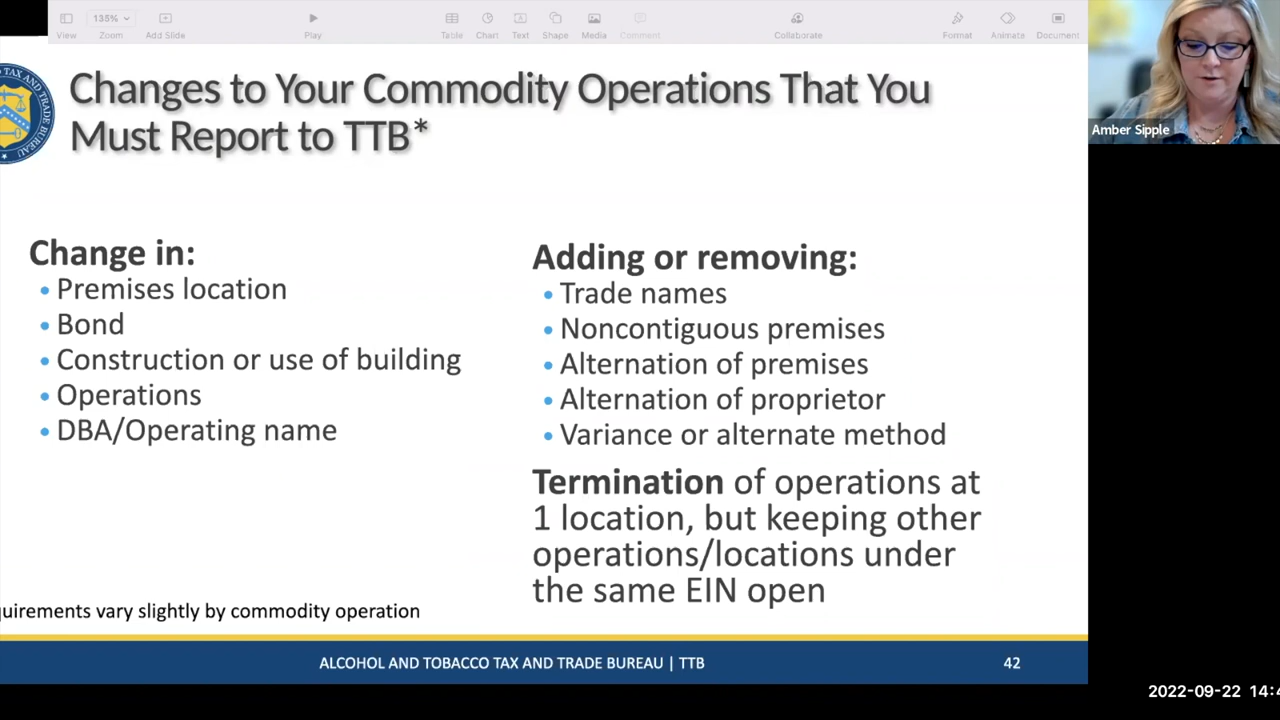 135%
View
Zoom
Add Slide
Play
Table
Chart
Text
Shape
Media
Comment
Collaborate
Format
Animate
Document
Amber Sipple
TAX AND TRADE BUREAU
Changes to Your Commodity Operations That You
Must Report to TTB*
Change in:
• Premises location
• Bond
• Construction or use of building
• Operations
• DBA/Operating name
Adding or removing:
• Trade names
• Noncontiguous premises
• Alternation of premises
• Alternation of proprietor
• Variance or alternate method
Termination of operations at
1 location, but keeping other
operations/locations under
the same EIN open
quirements vary slightly by commodity operation
ALCOHOL AND TOBACCO TAX AND TRADE BUREAU | TTB
42
2022-09-22 14:4